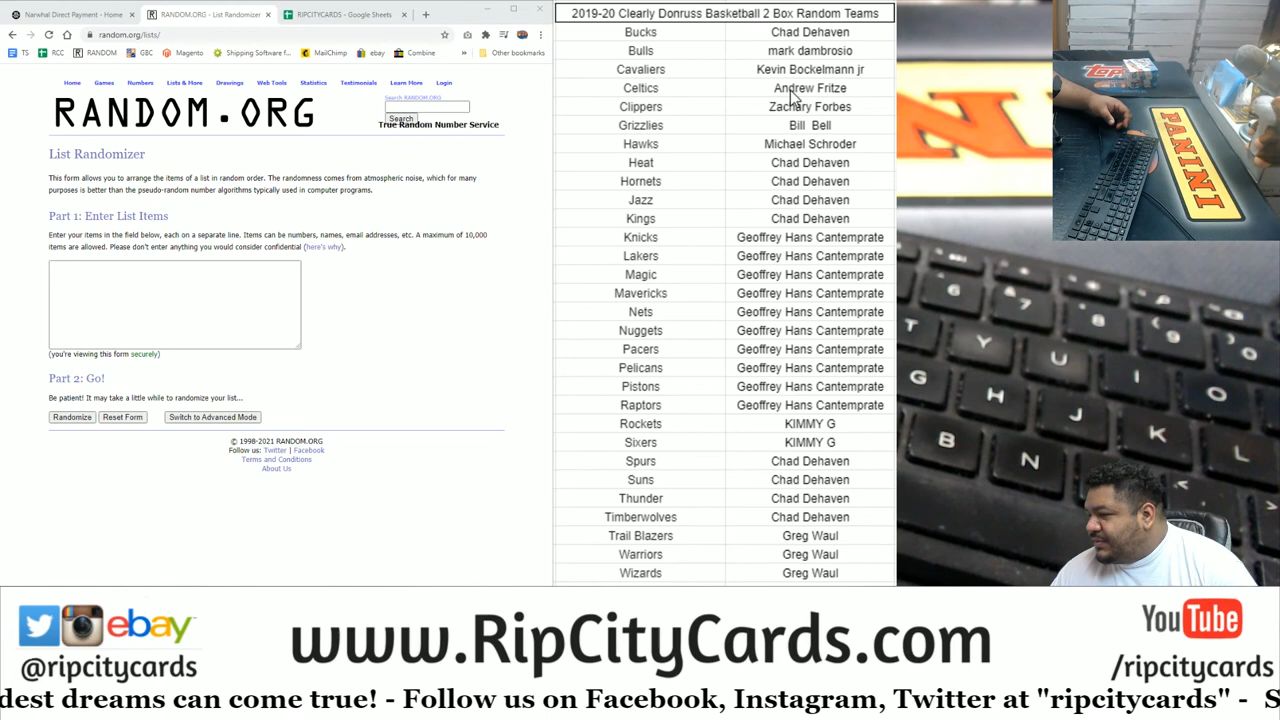 Narwhal Direct Payment - Home
RANDOM.ORG - List Randomizer
RIPCITYCARDS - Google Sheets
random.org/lists/
TS RCC RANDOM GBC Magento Shipping Software f... MailChimp ebay Combine » Other bookmarks
Home Games Numbers Lists & More Drawings Web Tools Statistics Testimonials Learn More Login
RANDOM.ORG
Search RANDOM.ORG
Search
True Random Number Service
List Randomizer
This form allows you to arrange the items of a list in random order. The randomness comes from atmospheric noise, which for many
purposes is better than the pseudo-random number algorithms typically used in computer programs.
Part 1: Enter List Items
Enter your items in the field below, each on a separate line. Items can be numbers, names, email addresses, etc. A maximum of 10,000
items are allowed. Please don't enter anything you would consider confidential (here's why).
(you're viewing this form securely)
Part 2: Go!
Be patient! It may take a little while to randomize your list...
Randomize Reset Form Switch to Advanced Mode
© 1998-2021 RANDOM.ORG
Follow us: Twitter | Facebook
Terms and Conditions
About Us
2019-20 Clearly Donruss Basketball 2 Box Random Teams
Bucks Chad Dehaven
Bulls mark dambrosio
Cavaliers Kevin Bockelmann jr
Celtics Andrew Fritze
Clippers Zachary Forbes
Grizzlies Bill Bell
Hawks Michael Schroder
Heat Chad Dehaven
Hornets Chad Dehaven
Jazz Chad Dehaven
Kings Chad Dehaven
Knicks Geoffrey Hans Cantemprate
Lakers Geoffrey Hans Cantemprate
Magic Geoffrey Hans Cantemprate
Mavericks Geoffrey Hans Cantemprate
Nets Geoffrey Hans Cantemprate
Nuggets Geoffrey Hans Cantemprate
Pacers Geoffrey Hans Cantemprate
Pelicans Geoffrey Hans Cantemprate
Pistons Geoffrey Hans Cantemprate
Raptors Geoffrey Hans Cantemprate
Rockets KIMMY G
Sixers KIMMY G
Spurs Chad Dehaven
Suns Chad Dehaven
Thunder Chad Dehaven
Timberwolves Chad Dehaven
Trail Blazers Greg Waul
Warriors Greg Waul
Wizards Greg Waul
TOPPS
PANINI
N
6 7 8 9 0
T Y U I O
G H J K L
B N <
ebay
@ripcitycards
www.RipCityCards.com
YouTube
/ripcitycards
dest dreams can come true! - Follow us on Facebook, Instagram, Twitter at "ripcitycards" - S